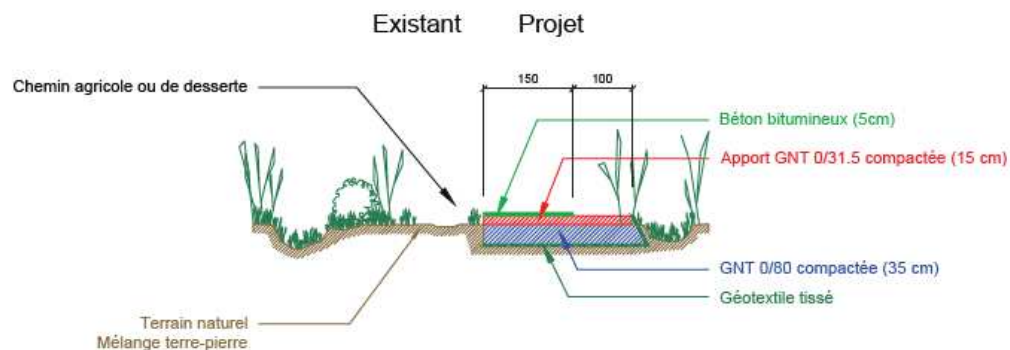 Existant Projet
150 100
Chemin agricole ou de desserte
Béton bitumineux (5cm)
Apport GNT 0/31.5 compactée (15 cm)
GNT 0/80 compactée (35 cm)
Géotextile tissé
Terrain naturel
Mélange terre-pierre